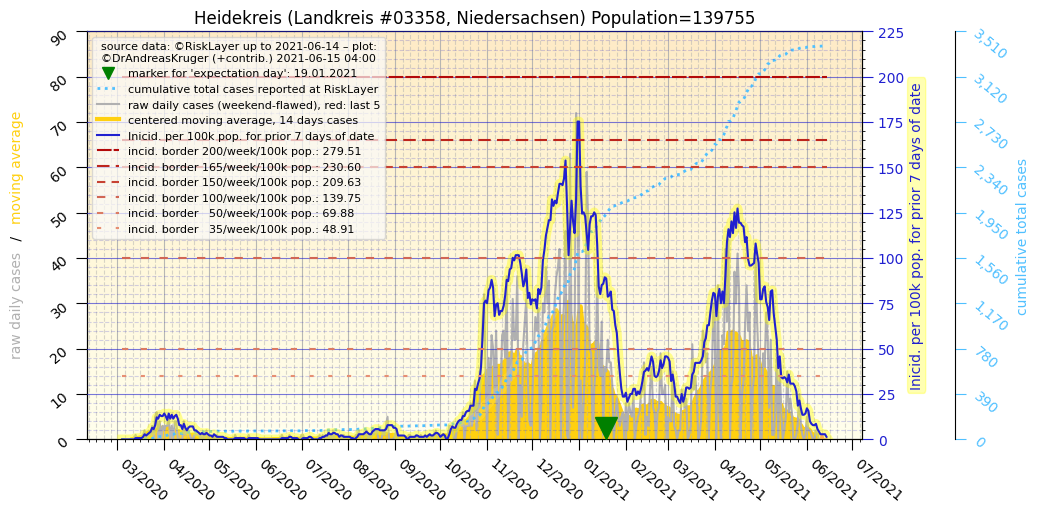 Heidekreis (Landkreis #03358, Niedersachsen) Population=139755
source data: ©RiskLayer up to 2021-06-14 – plot:
©DrAndreasKruger (+contrib.) 2021-06-15 04:00
marker for 'expectation day': 19.01.2021
cumulative total cases reported at RiskLayer
raw daily cases (weekend-flawed), red: last 5
centered moving average, 14 days cases
Inicid. per 100k pop. for prior 7 days of date
incid. border 200/week/100k pop.: 279.51
incid. border 165/week/100k pop.: 230.60
incid. border 150/week/100k pop.: 209.63
incid. border 100/week/100k pop.: 139.75
incid. border   50/week/100k pop.: 69.88
incid. border   35/week/100k pop.: 48.91
raw daily cases  /  moving average
90
80
70
60
50
40
30
20
10
0
225
200
175
150
125
100
75
50
25
0
Inicid. per 100k pop. for prior 7 days of date
3,510
3,120
2,730
2,340
1,950
1,560
1,170
780
390
0
cumulative total cases
03/2020
04/2020
05/2020
06/2020
07/2020
08/2020
09/2020
10/2020
11/2020
12/2020
01/2021
02/2021
03/2021
04/2021
05/2021
06/2021
07/2021